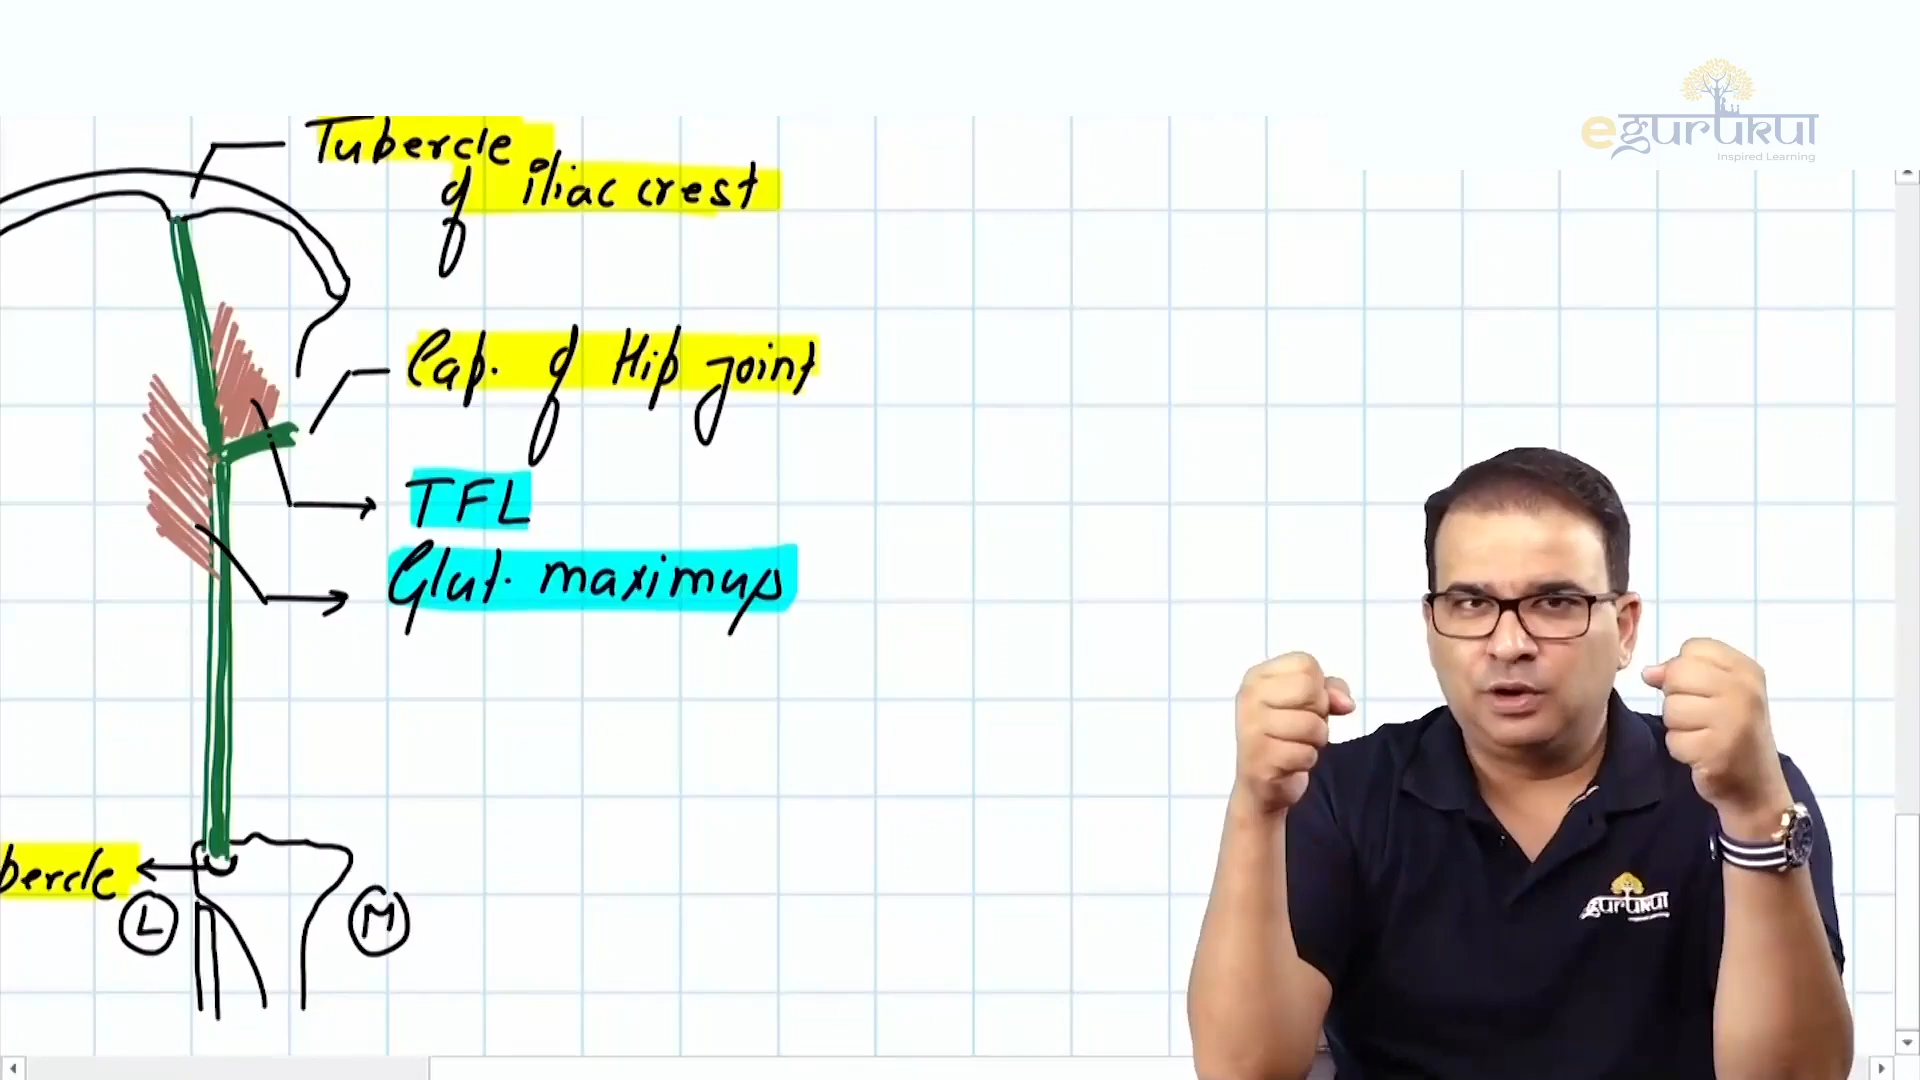 egurukul
Inspired Learning
Tubercle
of iliac crest
Cap. of Hip joint
TFL
Glut. maximus
bercle
L
M
gurukul